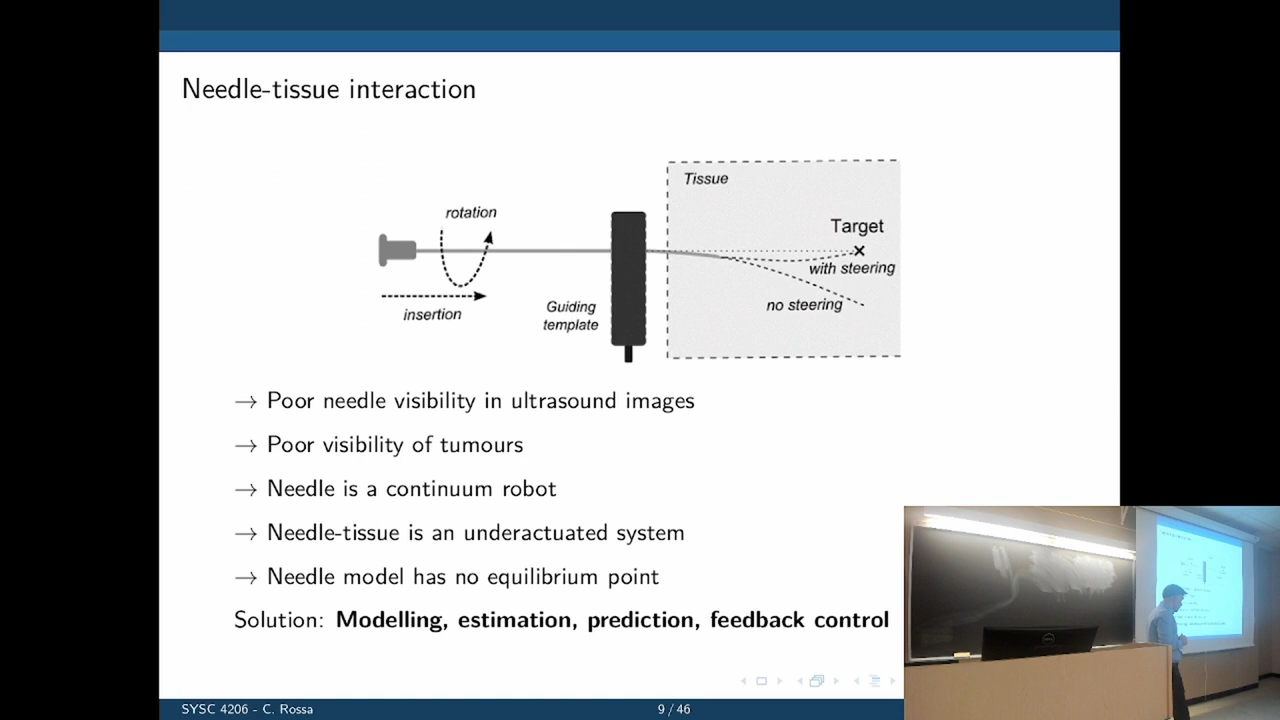 Needle-tissue interaction
Tissue
rotation
Target
with steering
insertion
Guiding
template
no steering
→ Poor needle visibility in ultrasound images
→ Poor visibility of tumours
→ Needle is a continuum robot
→ Needle-tissue is an underactuated system
→ Needle model has no equilibrium point
Solution: Modelling, estimation, prediction, feedback control
SYSC 4206 - C. Rossa
9 / 46